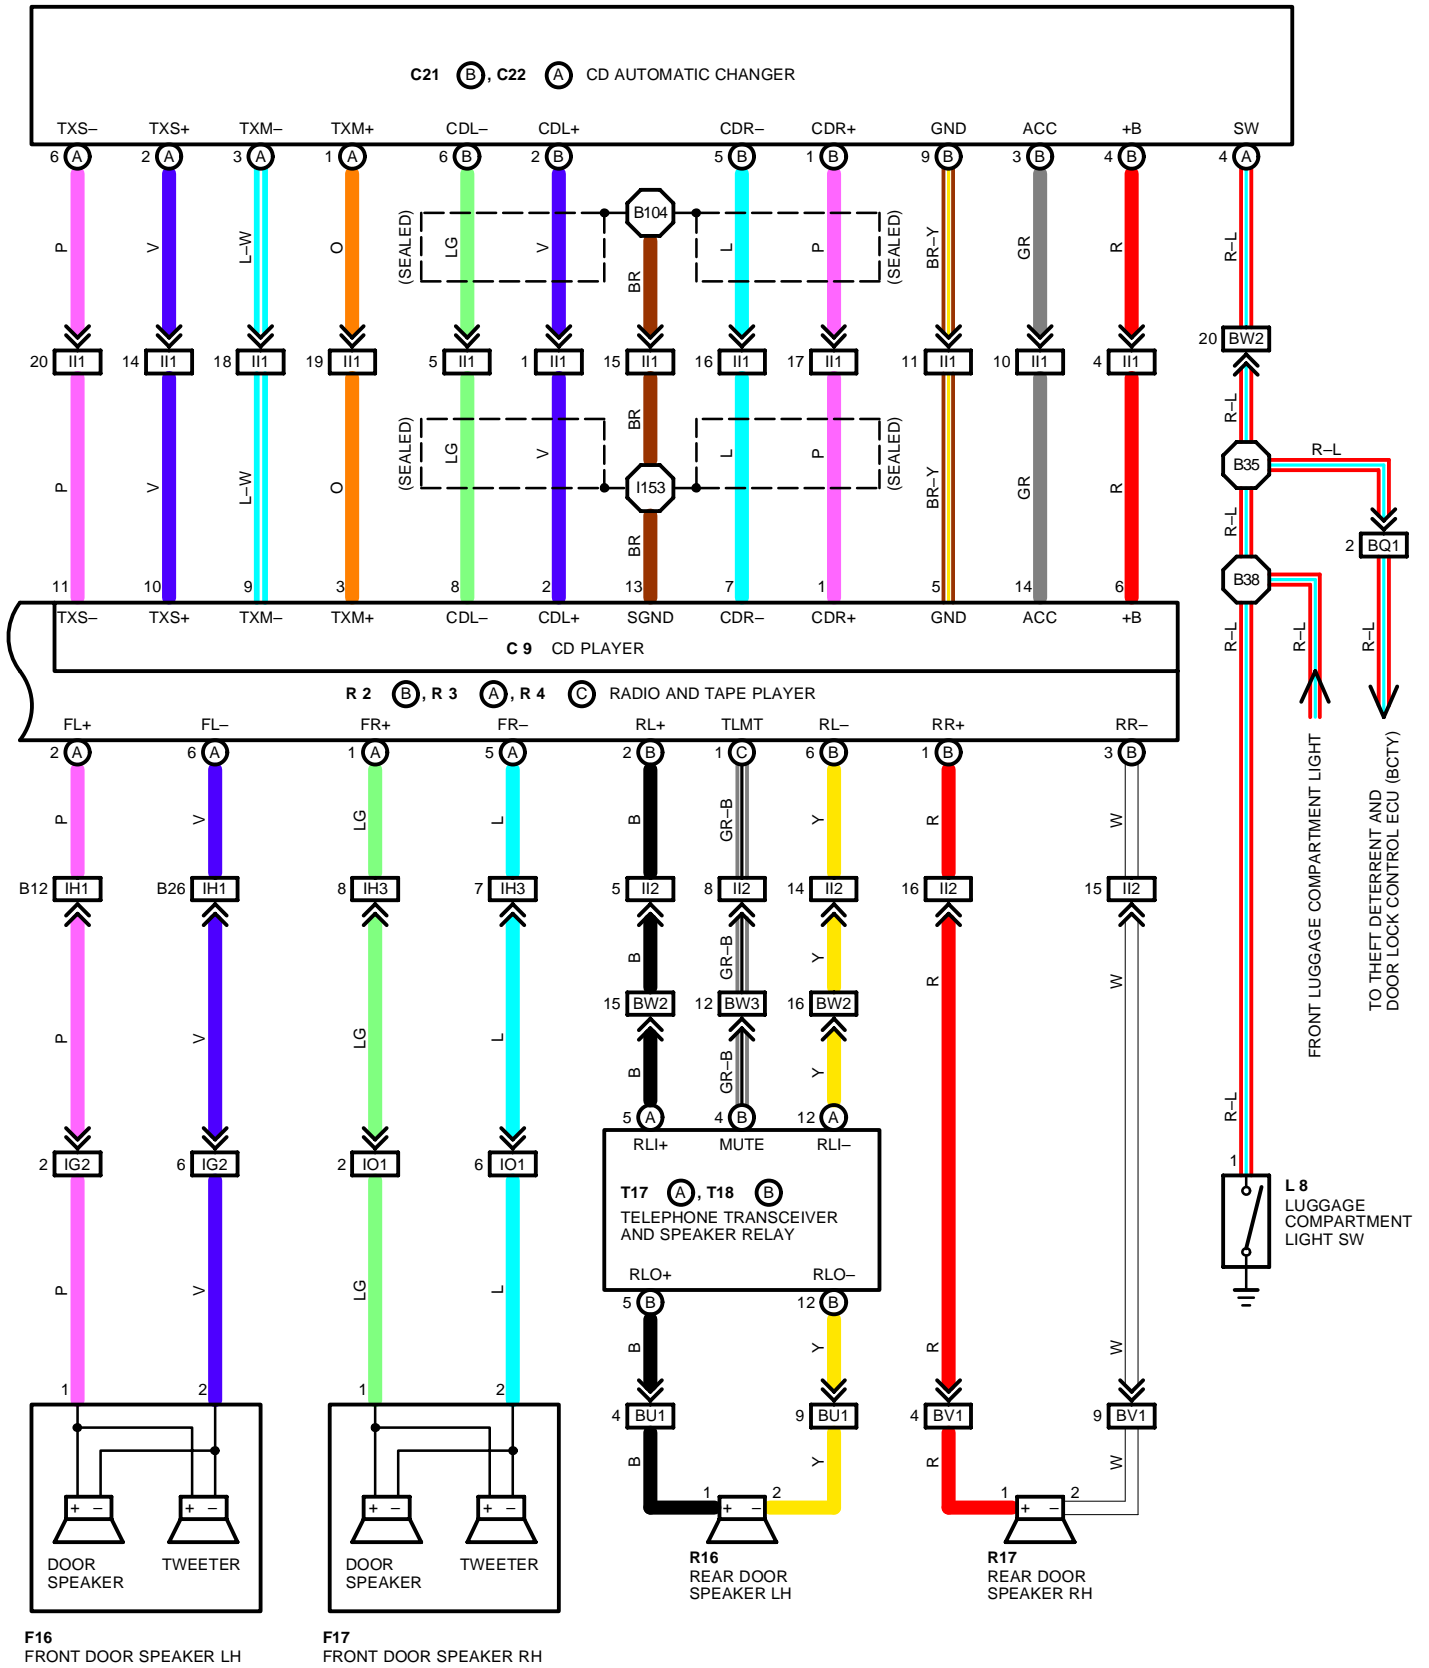 C21 B, C22 A CD AUTOMATIC CHANGER
TXS– TXS+ TXM– TXM+ CDL– CDL+ CDR– CDR+ GND ACC +B SW
6 A 2 A 3 A 1 A 6 B 2 B 5 B 1 B 9 B 3 B 4 B 4 A
B104
(SEALED) (SEALED)
P V L–W O LG V BR L P BR–Y GR R R–L
20 II1 14 II1 18 II1 19 II1 5 II1 1 II1 15 II1 16 II1 17 II1 11 II1 10 II1 4 II1 20 BW2
R–L
BR
(SEALED) (SEALED)
P V L–W O LG V L P BR–Y GR R
I153
B35 R–L
R–L
2 BQ1
BR
B38
11 10 9 3 8 2 13 7 1 5 14 6
TXS– TXS+ TXM– TXM+ CDL– CDL+ SGND CDR– CDR+ GND ACC +B
R–L R–L R–L
C 9 CD PLAYER
R 2 B, R 3 A, R 4 C RADIO AND TAPE PLAYER
FL+ FL– FR+ FR– RL+ TLMT RL– RR+ RR–
2 A 6 A 1 A 5 A 2 B 1 C 6 B 1 B 3 B
FRONT LUGGAGE COMPARTMENT LIGHT
TO THEFT DETERRENT AND
DOOR LOCK CONTROL ECU (BCTY)
P V LG L B GR–B Y R W
B12 IH1 B26 IH1 8 IH3 7 IH3 5 II2 8 II2 14 II2 16 II2 15 II2
B GR–B Y R W
15 BW2 12 BW3 16 BW2
P V LG L B GR–B Y
R–L
5 A 4 B 12 A
RLI+ MUTE RLI–
2 IG2 6 IG2 2 IO1 6 IO1
1
T17 A, T18 B
TELEPHONE TRANSCEIVER
AND SPEAKER RELAY
L 8
LUGGAGE
COMPARTMENT
LIGHT SW
RLO+ RLO–
P V LG L
5 B 12 B
B Y R W
1 2 1 2
4 BU1 9 BU1 4 BV1 9 BV1
B Y R W
1 2 1 2
+ – + – + – + – + – + –
DOOR
SPEAKER
TWEETER
DOOR
SPEAKER
TWEETER
R16
REAR DOOR
SPEAKER LH
R17
REAR DOOR
SPEAKER RH
F16
FRONT DOOR SPEAKER LH
F17
FRONT DOOR SPEAKER RH